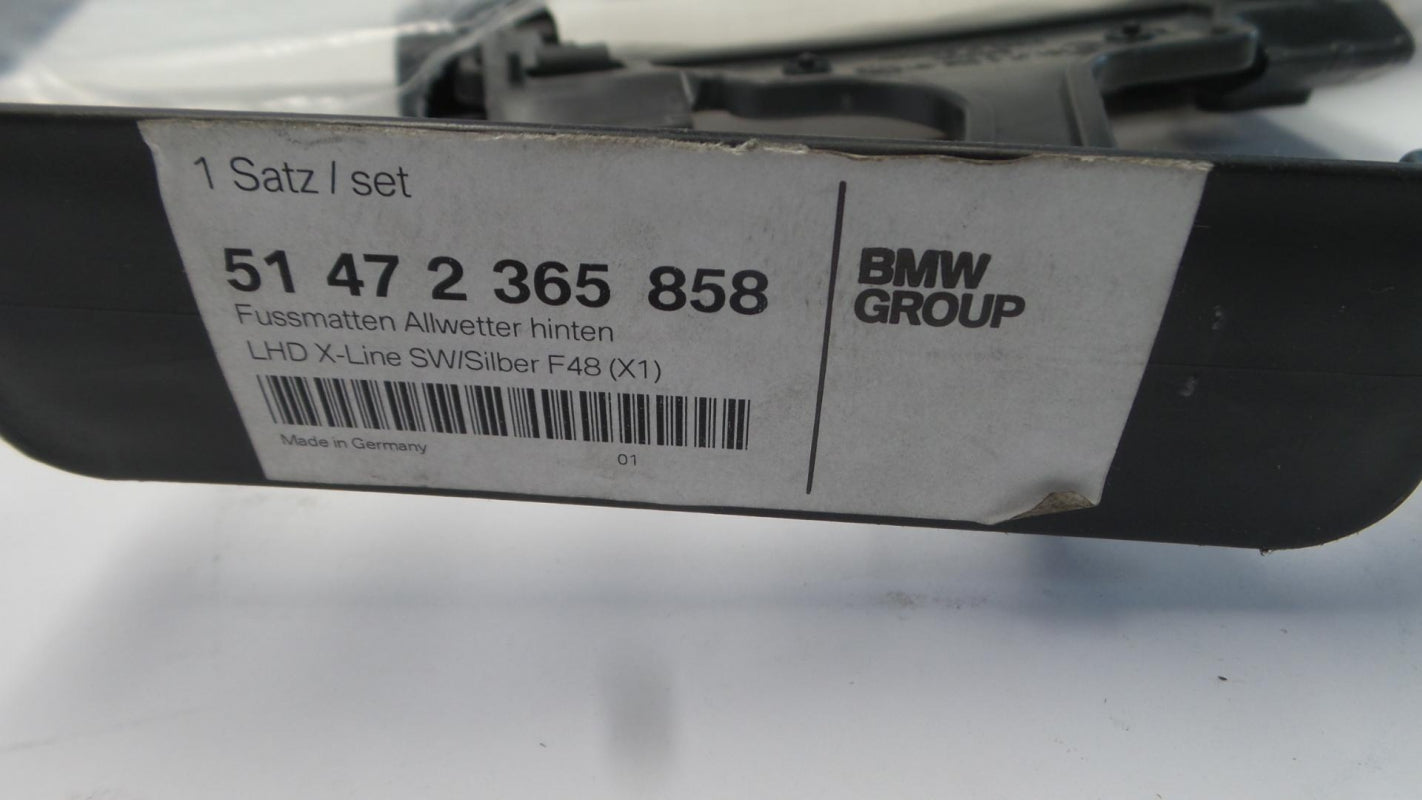 1 Satz / set
51 47 2 365 858
Fussmatten Allwetter hinten
LHD X-Line SW/Silber F48 (X1)
Made in Germany
01
BMW
GROUP